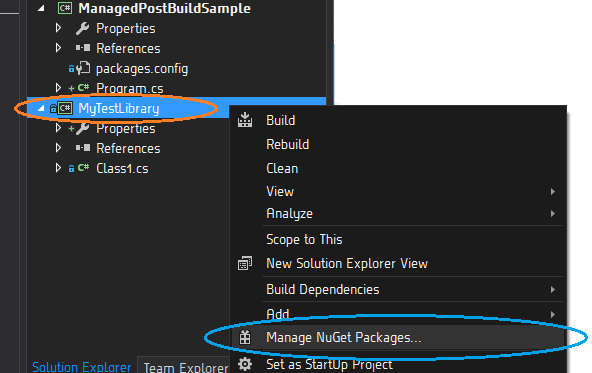 C# ManagedPostBuildSample
Properties
References
packages.config
+ C# Program.cs
C# MyTestLibrary
+ Properties
References
C# Class1.cs
Build
Rebuild
Clean
View
Analyze
Scope to This
New Solution Explorer View
Build Dependencies
Add
Manage NuGet Packages...
Set as StartUp Project
Solution Explorer Team Explorer